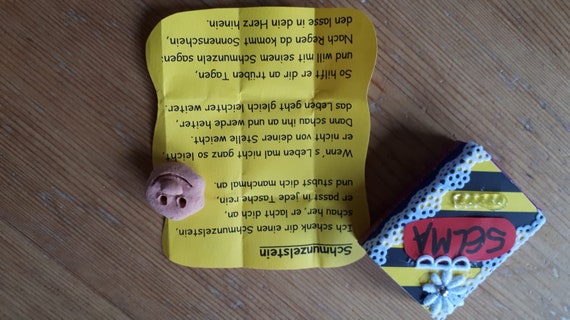 Schmunzelstein
Ich schenk dir einen Schmunzelstein,
schau her, er lacht dich an,
er passt in jede Tasche rein,
und stubst dich manchmal an.
Wenn´s Leben mal nicht ganz so leicht,
er nicht von deiner Stelle weicht.
Dann schau ihn an und werde heiter,
das Leben geht gleich leichter weiter.
So hilft er dir an trüben Tagen,
und will mit seinem Schmunzeln sagen:
Nach Regen da kommt Sonnenschein,
den lasse in dein Herz hinein.
SELMA